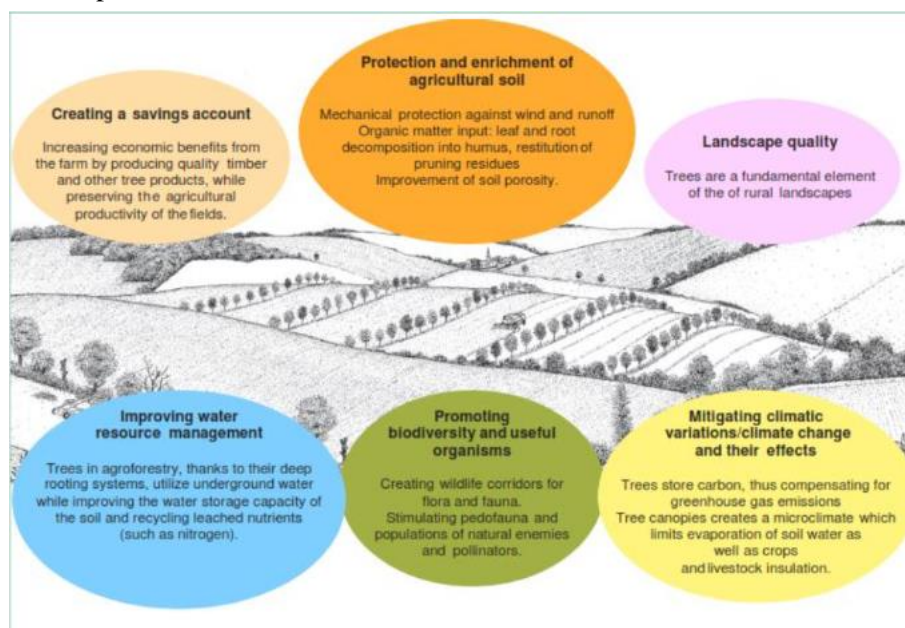 Creating a savings account
Increasing economic benefits from
the farm by producing quality timber
and other tree products, while
preserving the agricultural
productivity of the fields.
Protection and enrichment of
agricultural soil
Mechanical protection against wind and runoff
Organic matter input: leaf and root
decomposition into humus, restitution of
pruning residues
Improvement of soil porosity.
Landscape quality
Trees are a fundamental element
of the of rural landscapes
Improving water
resource management
Trees in agroforestry, thanks to their deep
rooting systems, utilize underground water
while improving the water storage capacity of
the soil and recycling leached nutrients
(such as nitrogen).
Promoting
biodiversity and useful
organisms
Creating wildlife corridors for
flora and fauna.
Stimulating pedofauna and
populations of natural enemies
and pollinators.
Mitigating climatic
variations/climate change
and their effects
Trees store carbon, thus compensating for
greenhouse gas emissions
Tree canopies creates a microclimate which
limits evaporation of soil water as
well as crops
and livestock insulation.